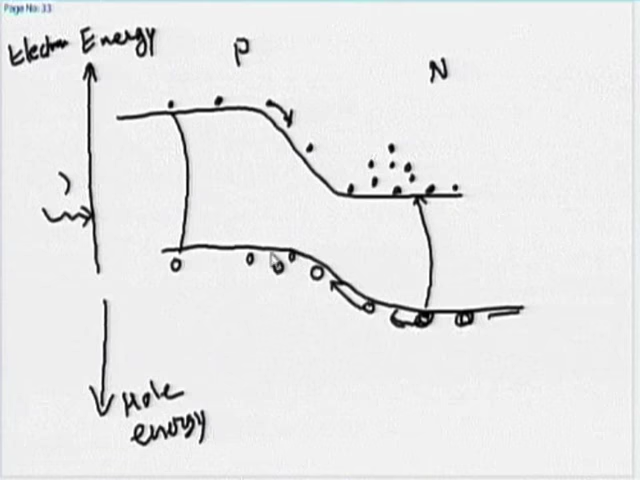 Page No: 33
Electron Energy
P
N
Hole
energy